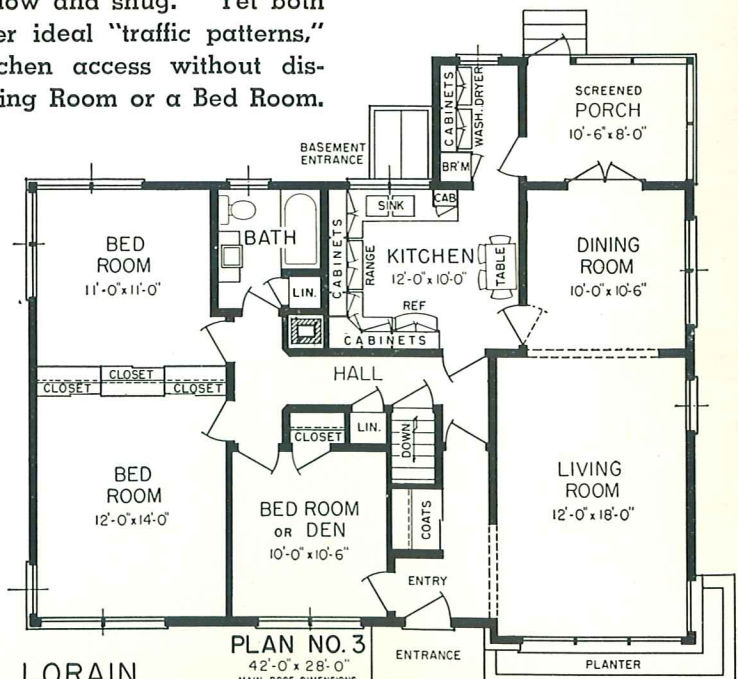 low and snug. Yet both
er ideal "traffic patterns,"
chen access without dis-
ing Room or a Bed Room.
CABINETS
WASH. DRYER
BR'M
SCREENED
PORCH
10'-6" x 8'-0"
BASEMENT
ENTRANCE
BED
ROOM
11'-0" x 11'-0"
BATH
LIN.
SINK
CAB
CABINETS
RANGE
KITCHEN
12'-0" x 10'-0"
TABLE
REF
CABINETS
DINING
ROOM
10'-0" x 10'-6"
HALL
CLOSET
CLOSET
CLOSET
CLOSET
LIN.
DOWN
BED
ROOM
12'-0" x 14'-0"
BED ROOM
OR DEN
10'-0" x 10'-6"
COATS
ENTRY
LIVING
ROOM
12'-0" x 18'-0"
LORAIN
PLAN NO. 3
42'-0" x 28'-0"
MAIN ROOF DIMENSIONS
ENTRANCE
PLANTER